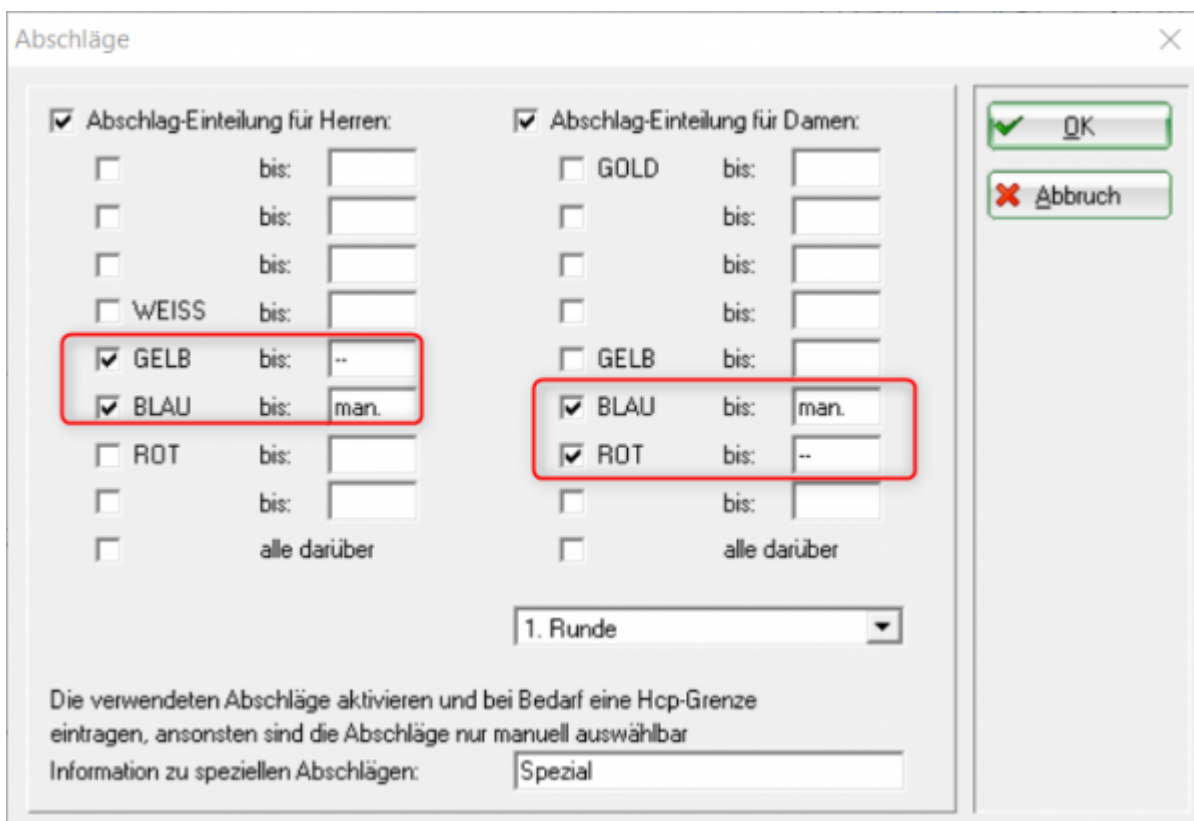 Abschläge
Abschlag-Einteilung für Herren: Abschlag-Einteilung für Damen: OK
bis: GOLD bis:
bis: bis: Abbruch
bis: bis:
WEISS bis: bis:
GELB bis: -- GELB bis:
BLAU bis: man. BLAU bis: man.
ROT bis: ROT bis: --
bis: bis:
alle darüber alle darüber
1. Runde
Die verwendeten Abschläge aktivieren und bei Bedarf eine Hcp-Grenze
eintragen, ansonsten sind die Abschläge nur manuell auswählbar
Information zu speziellen Abschlägen: Spezial